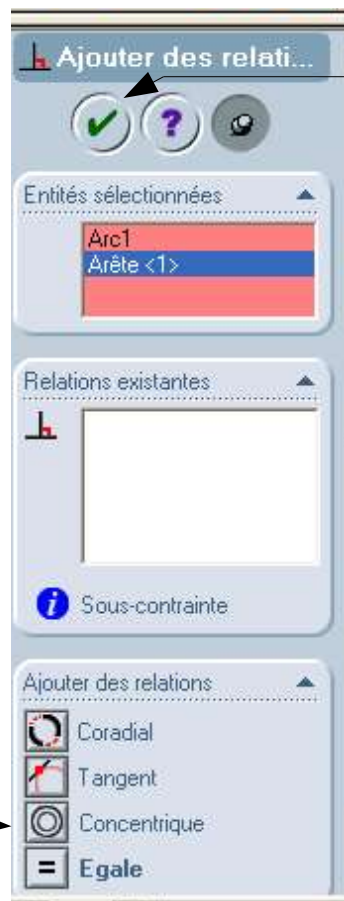 Ajouter des relati...
?
Entités sélectionnées
Arc1
Arête <1>
Relations existantes
i Sous-contrainte
Ajouter des relations
Coradial
Tangent
Concentrique
= Egale